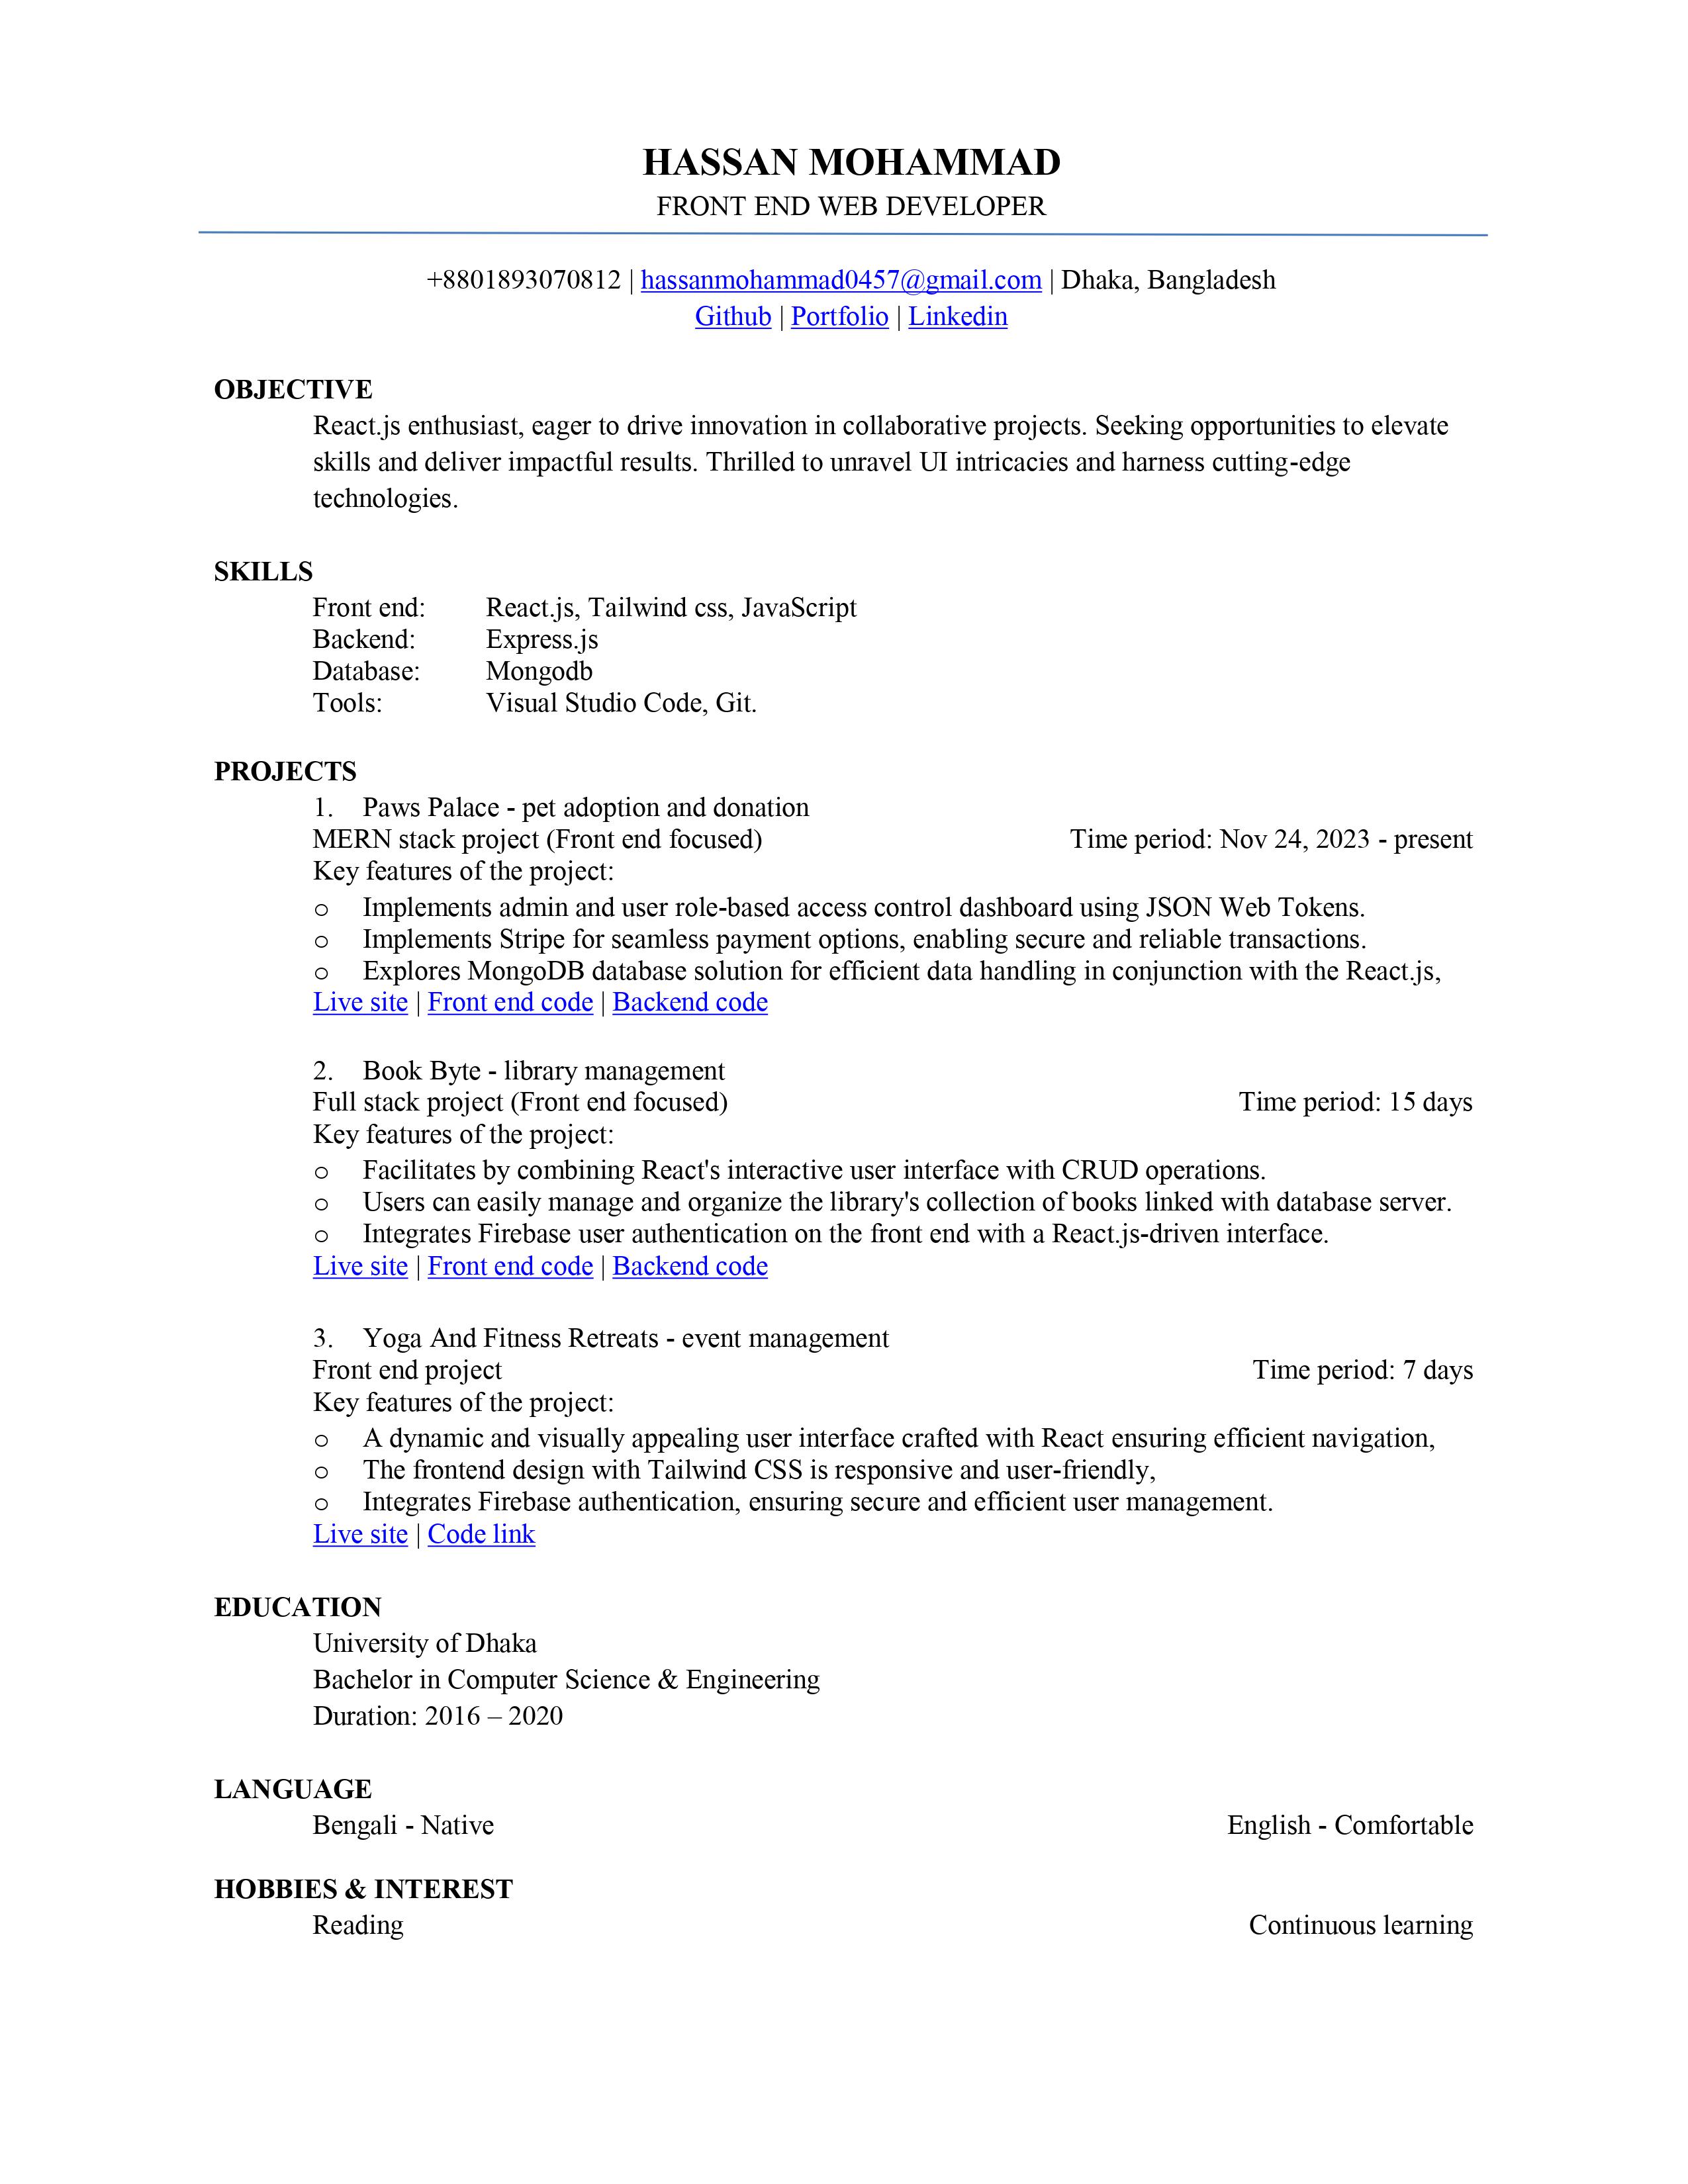 HASSAN MOHAMMAD
FRONT END WEB DEVELOPER
+8801893070812 | hassanmohammad0457@gmail.com | Dhaka, Bangladesh
Github | Portfolio | Linkedin
OBJECTIVE
React.js enthusiast, eager to drive innovation in collaborative projects. Seeking opportunities to elevate
skills and deliver impactful results. Thrilled to unravel UI intricacies and harness cutting-edge
technologies.
SKILLS
Front end: React.js, Tailwind css, JavaScript
Backend: Express.js
Database: Mongodb
Tools: Visual Studio Code, Git.
PROJECTS
1. Paws Palace - pet adoption and donation
MERN stack project (Front end focused) Time period: Nov 24, 2023 - present
Key features of the project:
o Implements admin and user role-based access control dashboard using JSON Web Tokens.
o Implements Stripe for seamless payment options, enabling secure and reliable transactions.
o Explores MongoDB database solution for efficient data handling in conjunction with the React.js,
Live site | Front end code | Backend code
2. Book Byte - library management
Full stack project (Front end focused) Time period: 15 days
Key features of the project:
o Facilitates by combining React's interactive user interface with CRUD operations.
o Users can easily manage and organize the library's collection of books linked with database server.
o Integrates Firebase user authentication on the front end with a React.js-driven interface.
Live site | Front end code | Backend code
3. Yoga And Fitness Retreats - event management
Front end project Time period: 7 days
Key features of the project:
o A dynamic and visually appealing user interface crafted with React ensuring efficient navigation,
o The frontend design with Tailwind CSS is responsive and user-friendly,
o Integrates Firebase authentication, ensuring secure and efficient user management.
Live site | Code link
EDUCATION
University of Dhaka
Bachelor in Computer Science & Engineering
Duration: 2016 – 2020
LANGUAGE
Bengali - Native English - Comfortable
HOBBIES & INTEREST
Reading Continuous learning